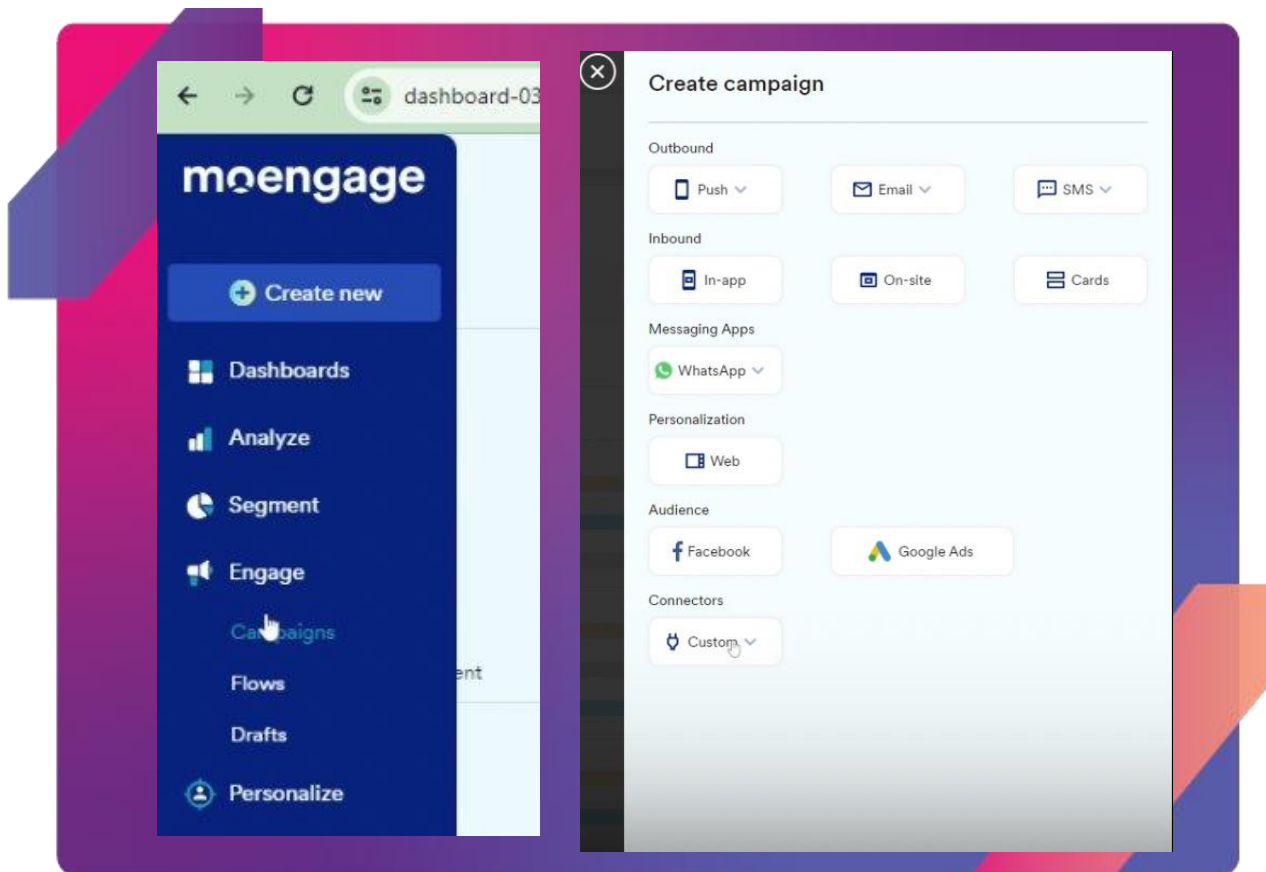 dashboard-03
moengage
Create new
Dashboards
Analyze
Segment
Engage
Campaigns
Flows
Drafts
Personalize
ent
Create campaign
Outbound
Push
Email
SMS
Inbound
In-app
On-site
Cards
Messaging Apps
WhatsApp
Personalization
Web
Audience
Facebook
Google Ads
Connectors
Custom